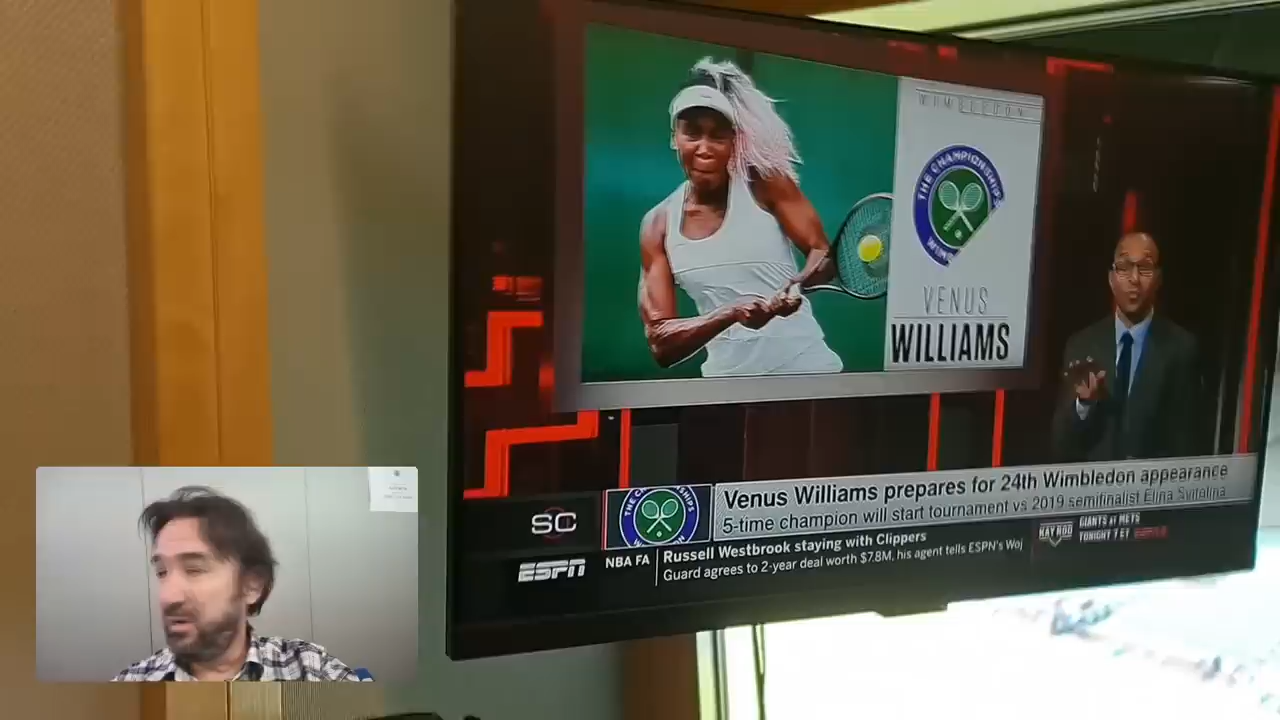 WIMBLEDON
THE CHAMPIONSHIPS
VENUS
WILLIAMS
SC
Venus Williams prepares for 24th Wimbledon appearance
5-time champion will start tournament vs 2019 semifinalist Elina Svitolina
ESPN
NBA FA
Russell Westbrook staying with Clippers
Guard agrees to 2-year deal worth $7.8M, his agent tells ESPN's Woj
GIANTS at METS
TONIGHT 7 ET